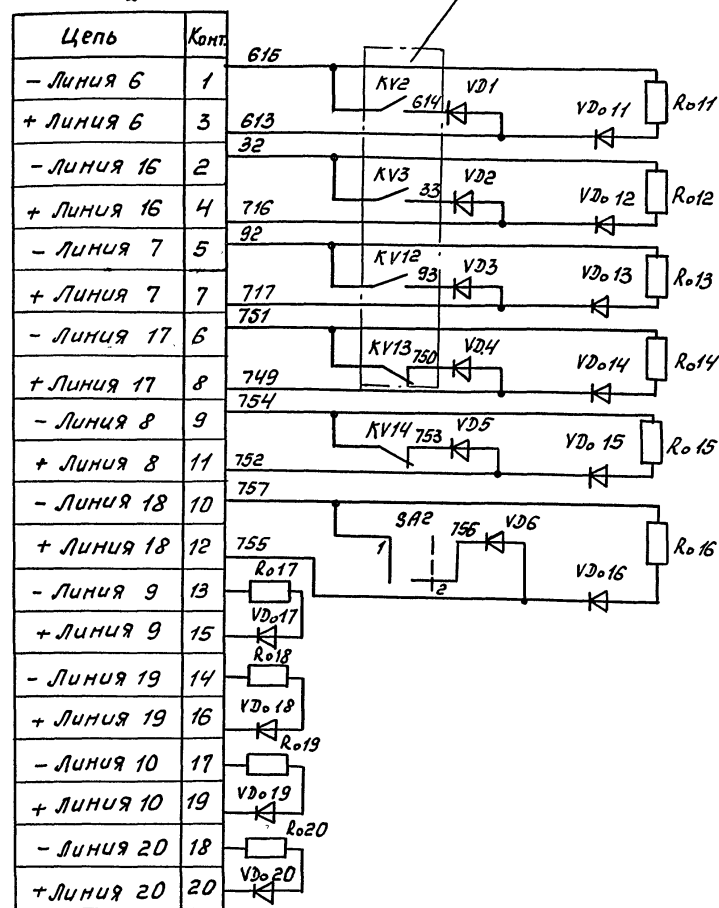 Цепь Конт.
- Линия 6 1
+ Линия 6 3
- Линия 16 2
+ Линия 16 4
- Линия 7 5
+ Линия 7 7
- Линия 17 6
+ Линия 17 8
- Линия 8 9
+ Линия 8 11
- Линия 18 10
+ Линия 18 12
- Линия 9 13
+ Линия 9 15
- Линия 19 14
+ Линия 19 16
- Линия 10 17
+ Линия 10 19
- Линия 20 18
+ Линия 20 20
615
KV2 614 VD1 VDo11 Ro11
613
32
KV3 33 VD2 VDo12 Ro12
716
92
KV12 93 VD3 VDo13 Ro13
717
751
KV13 750 VD4 VDo14 Ro14
749
754
KV14 753 VD5 VDo15 Ro15
752
757
SA2 756 VD6 Ro16
1
2
755
VDo16
Ro17
VDo17
Ro18
VDo18
Ro19
VDo19
Ro20
VDo20